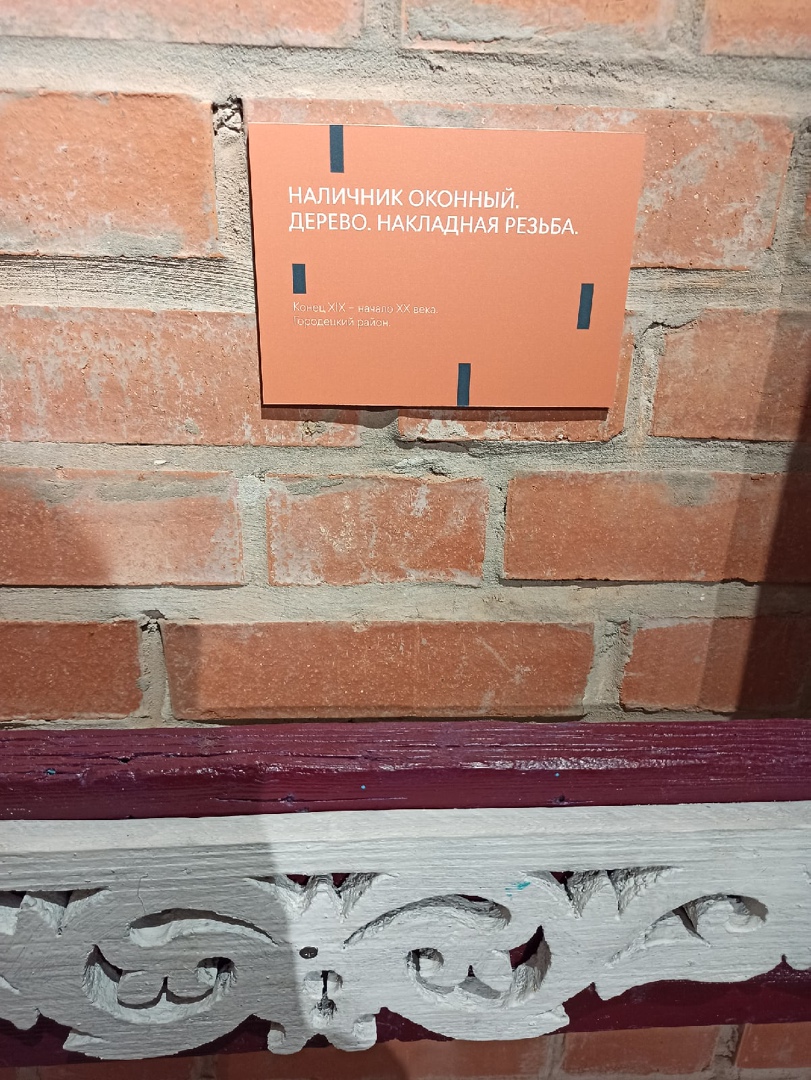 НАЛИЧНИК ОКОННЫЙ.
ДЕРЕВО. НАКЛАДНАЯ РЕЗЬБА.
Конец XIX – начало XX века.
Городецкий район.